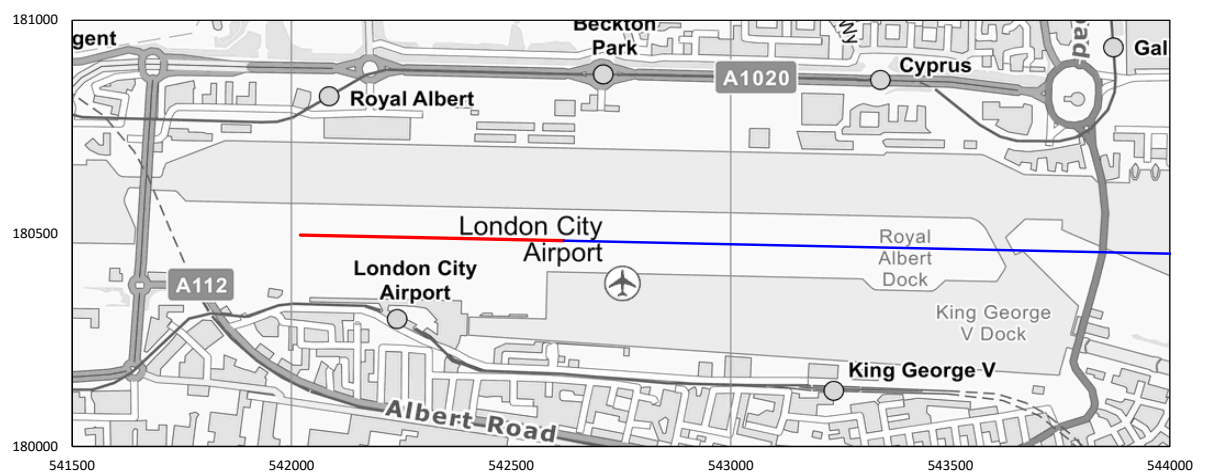 181000
Beckton
Park
gent
Gal
Cyprus
A1020
Royal Albert
180500
London City
Airport
Royal
Albert
Dock
London City
Airport
A112
King George
V Dock
King George V
Albert Road
180000
541500
542000
542500
543000
543500
544000